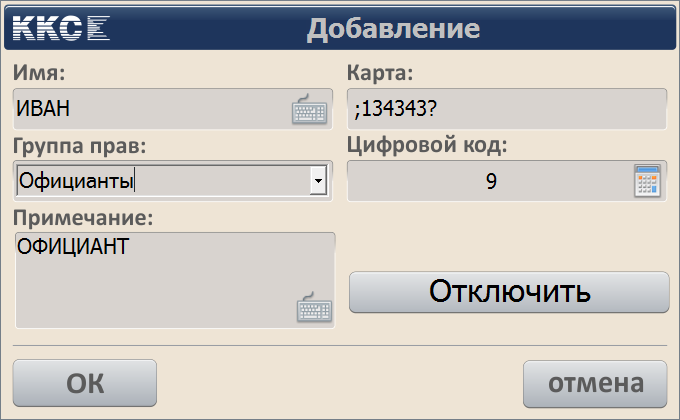 ККС Добавление
Имя: Карта:
ИВАН ;134343?
Группа прав: Цифровой код:
Официанты 9
Примечание:
ОФИЦИАНТ
Отключить
ОК отмена